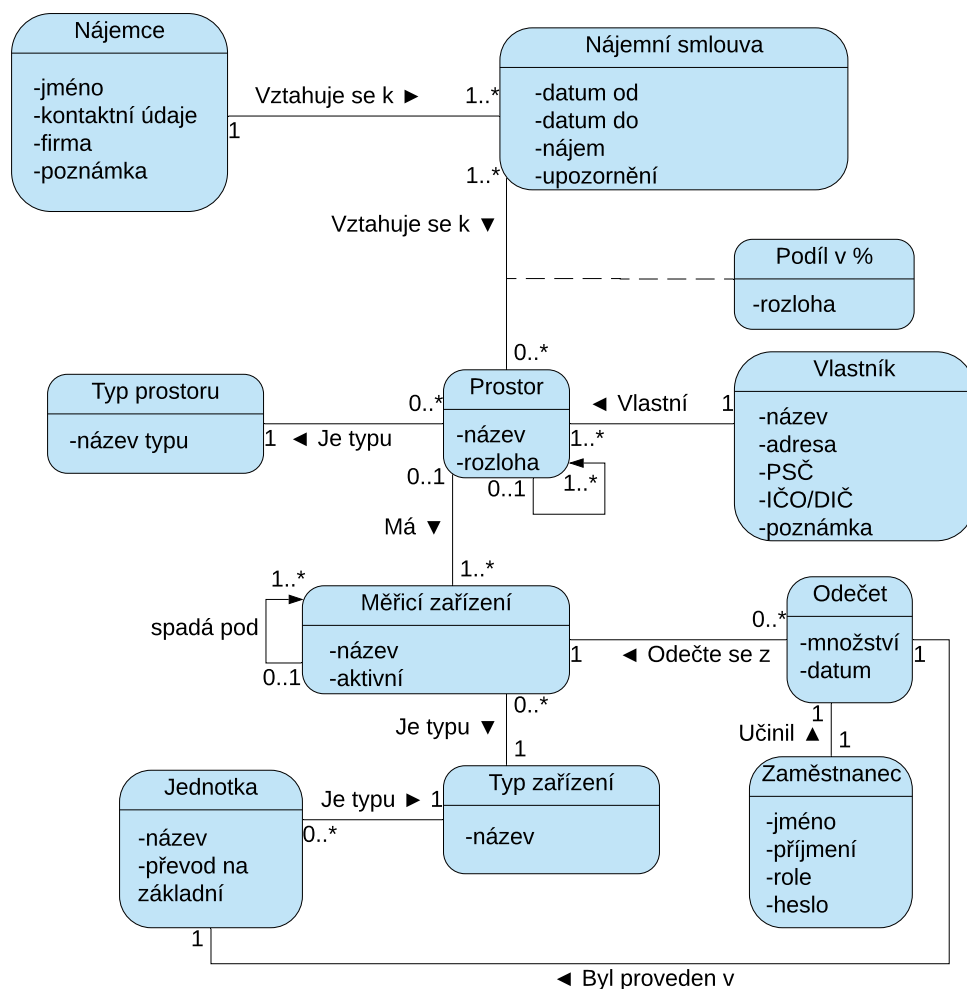 Nájemce
-jméno
-kontaktní údaje
-firma
-poznámka
Vztahuje se k ►
1
1..*
Nájemní smlouva
-datum od
-datum do
-nájem
-upozornění
1..*
Vztahuje se k ▼
0..*
Podíl v %
-rozloha
Typ prostoru
-název typu
1
◄ Je typu
0..*
Prostor
-název
-rozloha
◄ Vlastní
1
1..*
Vlastník
-název
-adresa
-PSČ
-IČO/DIČ
-poznámka
0..1
0..1
1..*
Má ▼
1..*
1..*
spadá pod
0..1
Měřicí zařízení
-název
-aktivní
1
◄ Odečte se z
0..*
Odečet
-množství
-datum
1
1
Učinil ▲
1
0..*
Je typu ▼
1
Zaměstnanec
-jméno
-příjmení
-role
-heslo
Jednotka
-název
-převod na
základní
Je typu ►
1
0..*
Typ zařízení
-název
1
◄ Byl proveden v